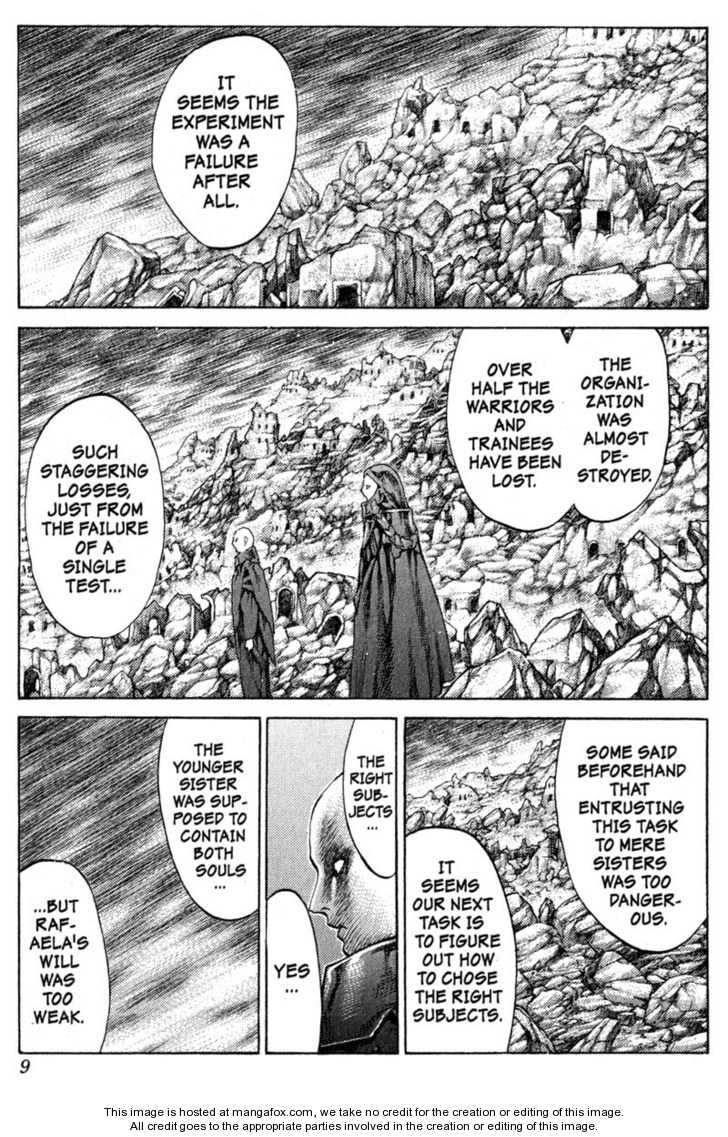 IT
SEEMS THE
EXPERIMENT
WAS A
FAILURE
AFTER
ALL.
THE
ORGANI-
ZATION
WAS
ALMOST
DE-
STROYED.
OVER
HALF THE
WARRIORS
AND
TRAINEES
HAVE BEEN
LOST.
SUCH
STAGGERING
LOSSES,
JUST FROM
THE FAILURE
OF A
SINGLE
TEST...
SOME SAID
BEFOREHAND
THAT
ENTRUSTING
THIS TASK
TO MERE
SISTERS
WAS TOO
DANGER-
OUS.
IT
SEEMS
OUR NEXT
TASK IS
TO FIGURE
OUT HOW
TO CHOSE
THE RIGHT
SUBJECTS.
THE
RIGHT
SUB-
JECTS
...
YES
...
THE
YOUNGER
SISTER
WAS SUP-
POSED TO
CONTAIN
BOTH
SOULS
...
...BUT
RAF-
AELA'S
WILL
WAS
TOO
WEAK.
9
This image is hosted at mangafox.com, we take no credit for the creation or editing of this image.
All credit goes to the appropriate parties involved in the creation or editing of this image.